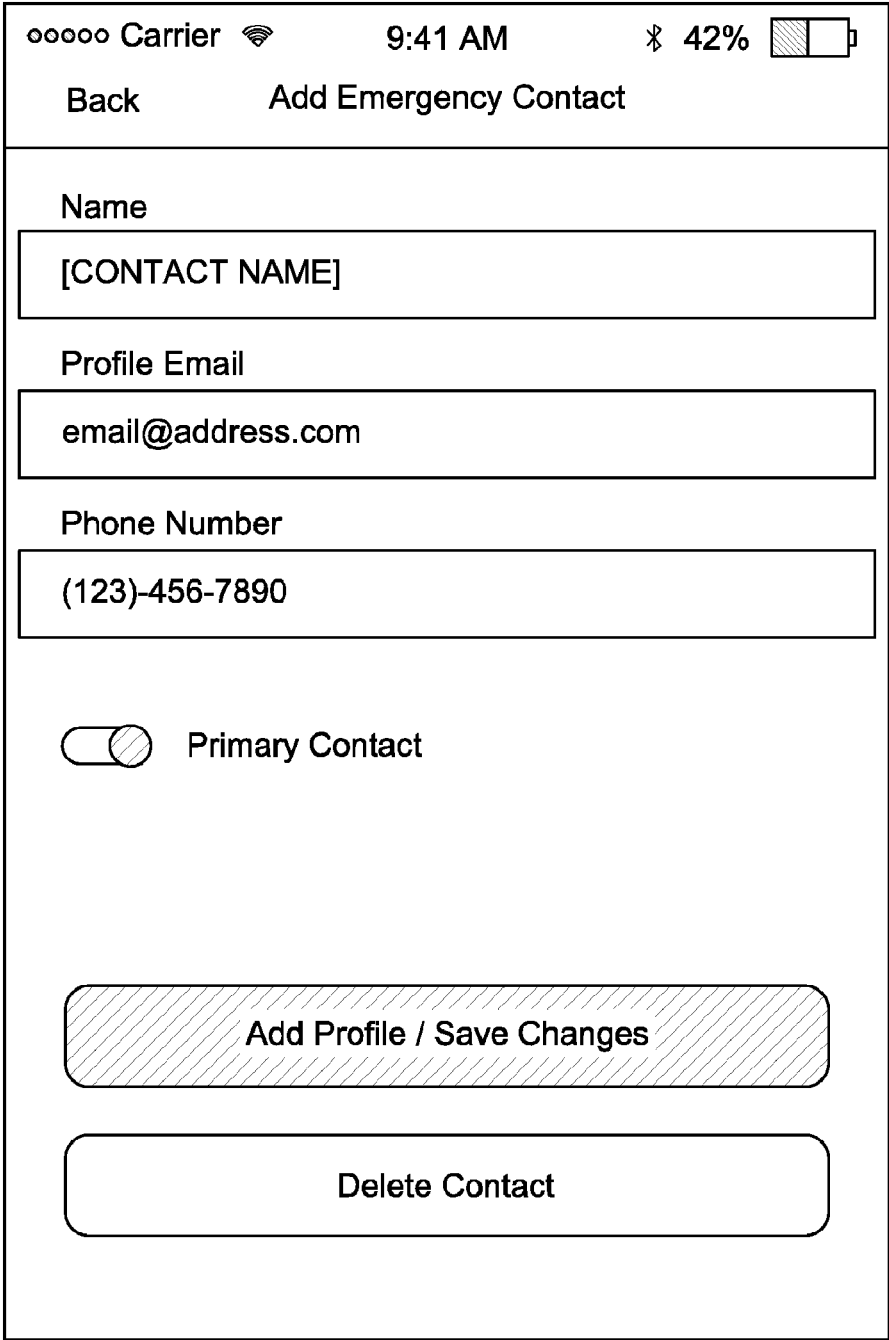 Carrier 9:41 AM 42%
Back Add Emergency Contact
Name
[CONTACT NAME]
Profile Email
email@address.com
Phone Number
(123)-456-7890
Primary Contact
Add Profile / Save Changes
Delete Contact